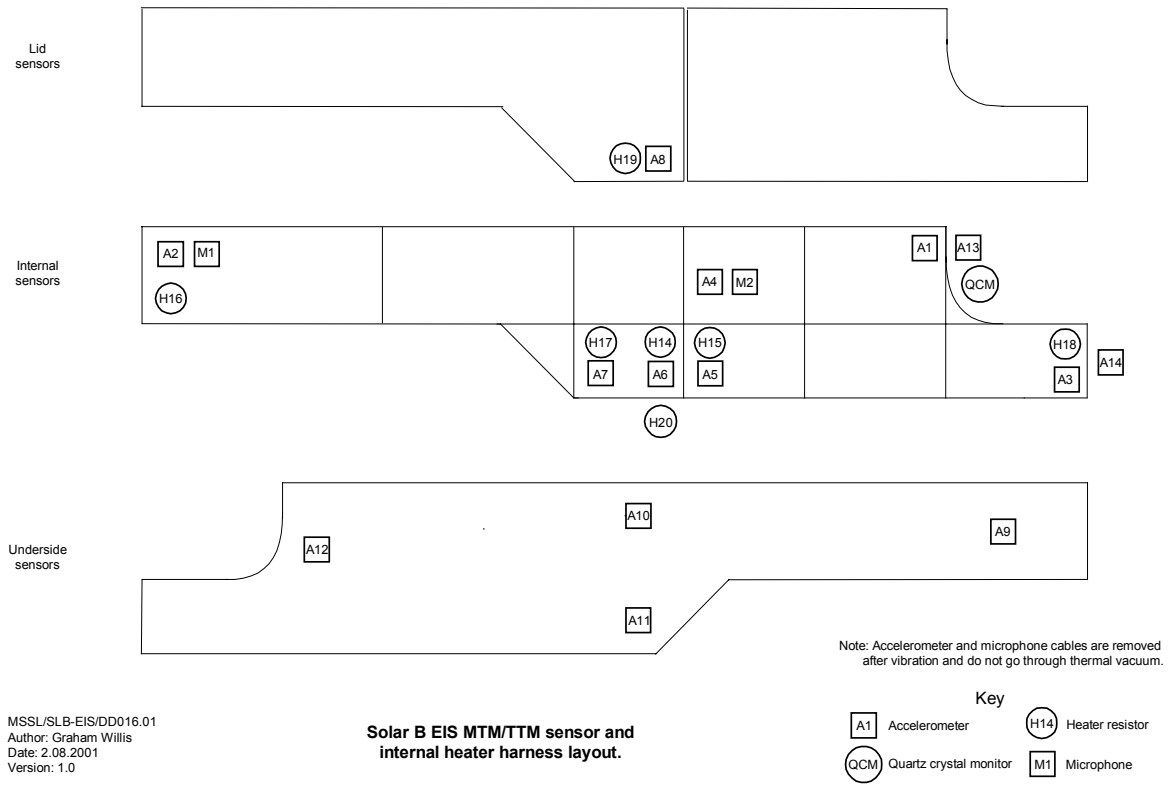 Lid
sensors
H19 A8
Internal
sensors
A2 M1 A1 A13
A4 M2 QCM
H16
H17 H14 H15 H18
A14
A7 A6 A5 A3
H20
Underside
sensors
A10
A9
A12
A11
Note: Accelerometer and microphone cables are removed
after vibration and do not go through thermal vacuum.
Key
A1 Accelerometer H14 Heater resistor
QCM Quartz crystal monitor M1 Microphone
MSSL/SLB-EIS/DD016.01
Author: Graham Willis
Date: 2.08.2001
Version: 1.0
Solar B EIS MTM/TTM sensor and
internal heater harness layout.